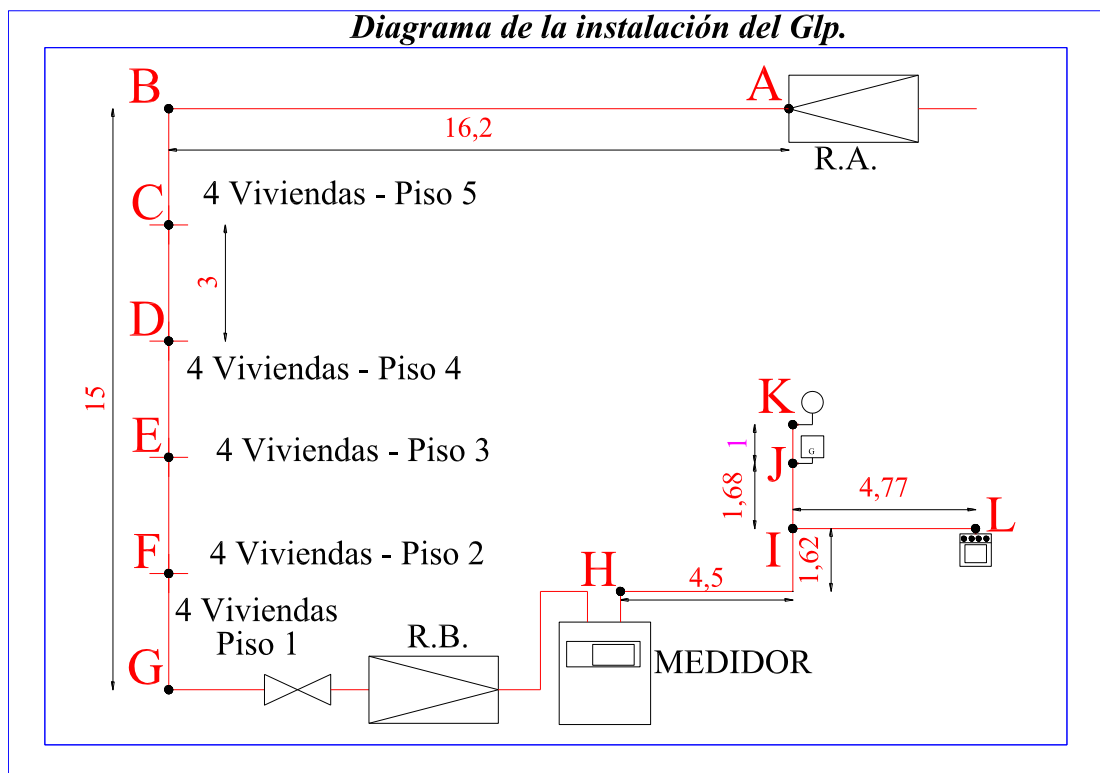 Diagrama de la instalación del Glp.
B
A
16,2
R.A.
C
4 Viviendas - Piso 5
3
D
4 Viviendas - Piso 4
15
E
4 Viviendas - Piso 3
K
1
G
J
1,68
4,77
L
I
1,62
F
4 Viviendas - Piso 2
H
4,5
4 Viviendas
Piso 1
R.B.
MEDIDOR
G